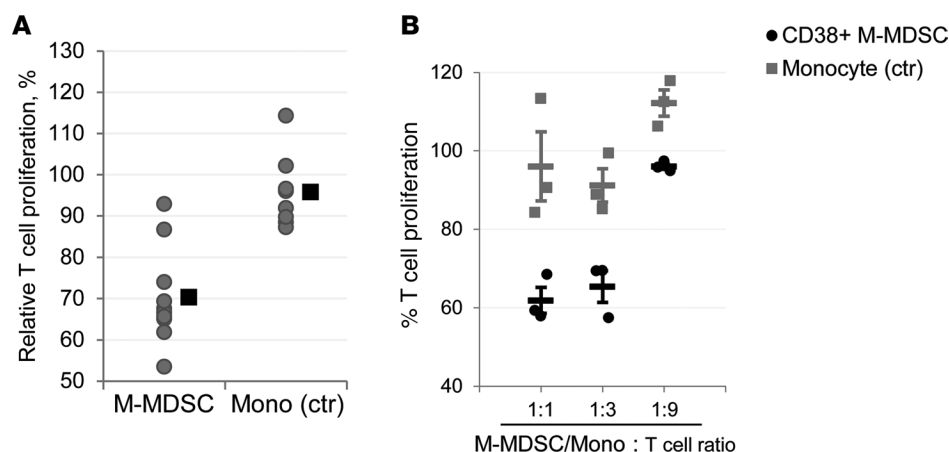 A
Relative T cell proliferation, %
130
120
110
100
90
80
70
60
50
M-MDSC
Mono (ctr)
B
CD38+ M-MDSC
Monocyte (ctr)
% T cell proliferation
120
100
80
60
40
1:1
1:3
1:9
M-MDSC/Mono : T cell ratio